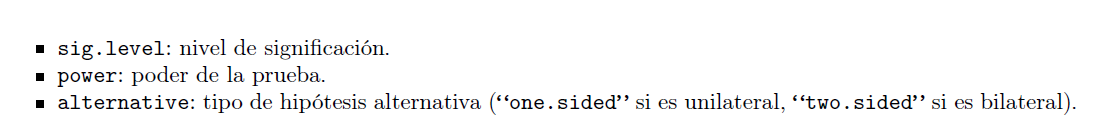 ▪ sig.level: nivel de significación.
▪ power: poder de la prueba.
▪ alternative: tipo de hipótesis alternativa (“one.sided” si es unilateral, “two.sided” si es bilateral).